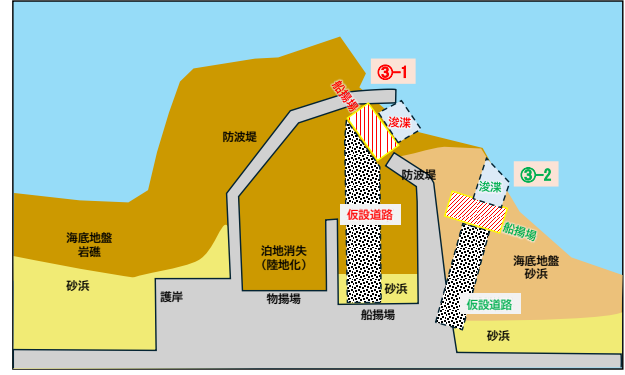 ③-1
船揚場
浚渫
防波堤
防波堤
③-2
浚渫
仮設道路
船揚場
海底地盤
岩礁
泊地消失
(陸地化)
海底地盤
砂浜
砂浜
護岸
物揚場
砂浜
船揚場
仮設道路
砂浜